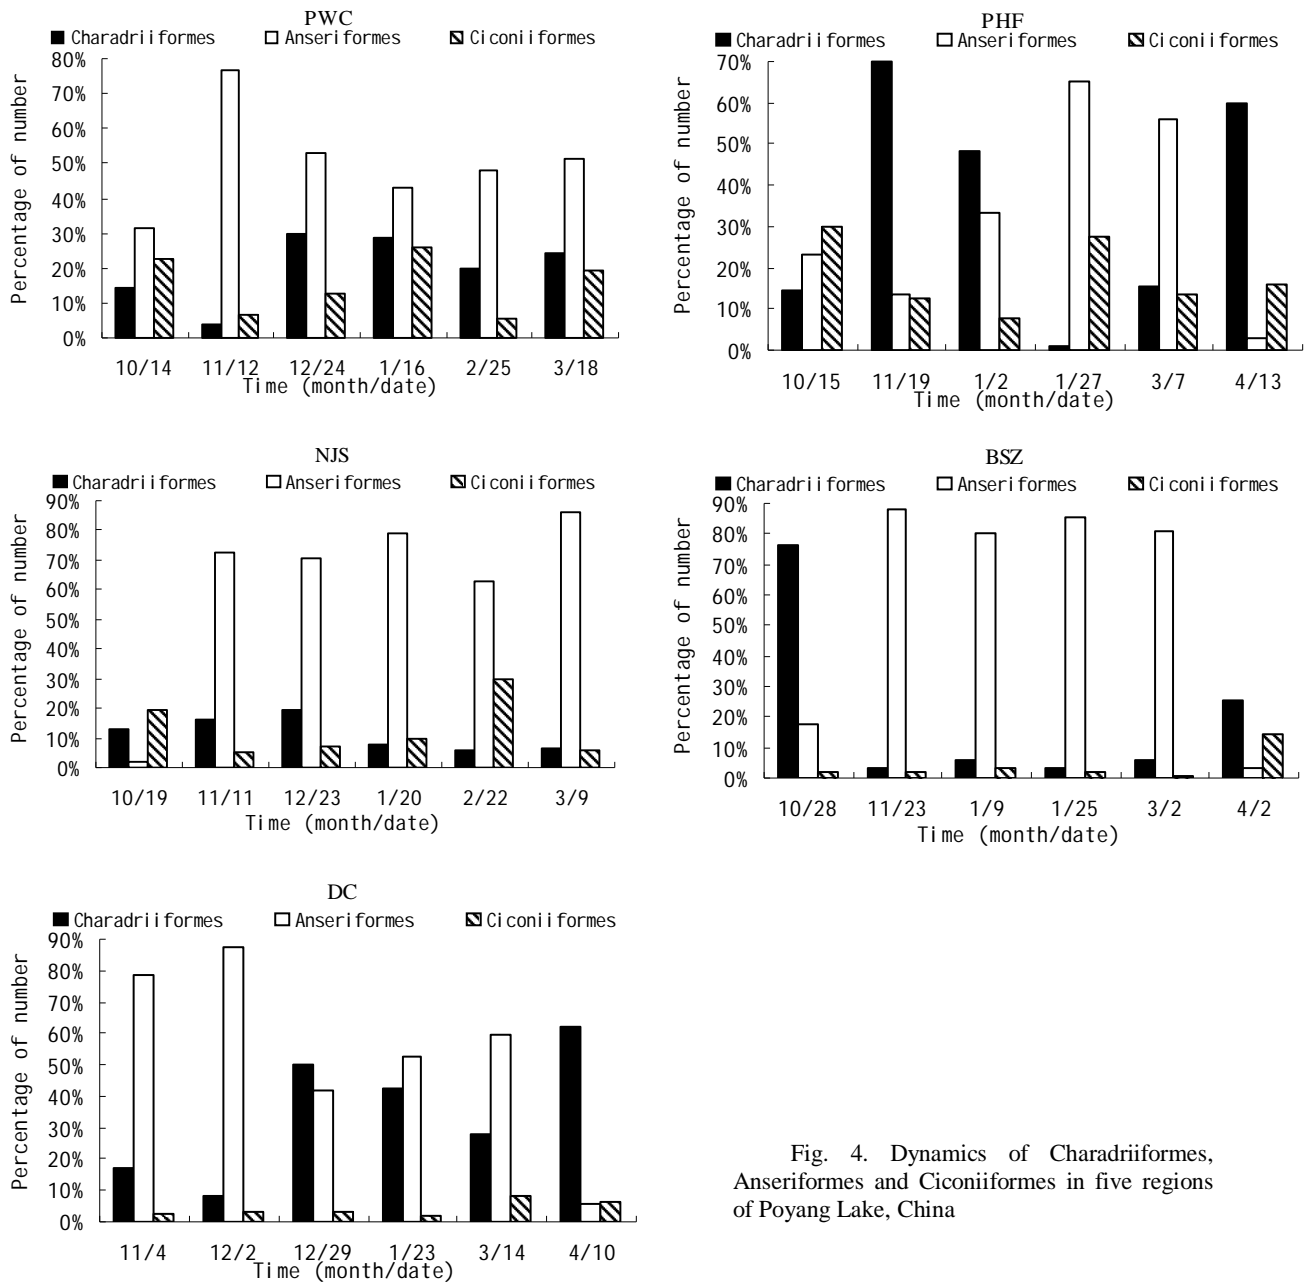 PWC
Charadriiformes Anseriformes Ciconiiformes
80%
70%
60%
50%
40%
30%
20%
10%
0%
Percentage of number
10/14 11/12 12/24 1/16 2/25 3/18
Time (month/date)
PHF
Charadriiformes Anseriformes Ciconiiformes
70%
60%
50%
40%
30%
20%
10%
0%
Percentage of number
10/15 11/19 1/2 1/27 3/7 4/13
Time (month/date)
NJS
Charadriiformes Anseriformes Ciconiiformes
90%
80%
70%
60%
50%
40%
30%
20%
10%
0%
Percentage of number
10/19 11/11 12/23 1/20 2/22 3/9
Time (month/date)
BSZ
Charadriiformes Anseriformes Ciconiiformes
90%
80%
70%
60%
50%
40%
30%
20%
10%
0%
Percentage of number
10/28 11/23 1/9 1/25 3/2 4/2
Time (month/date)
DC
Charadriiformes Anseriformes Ciconiiformes
90%
80%
70%
60%
50%
40%
30%
20%
10%
0%
Percentage of number
11/4 12/2 12/29 1/23 3/14 4/10
Time (month/date)
Fig. 4. Dynamics of Charadriiformes,
Anseriformes and Ciconiiformes in five regions
of Poyang Lake, China